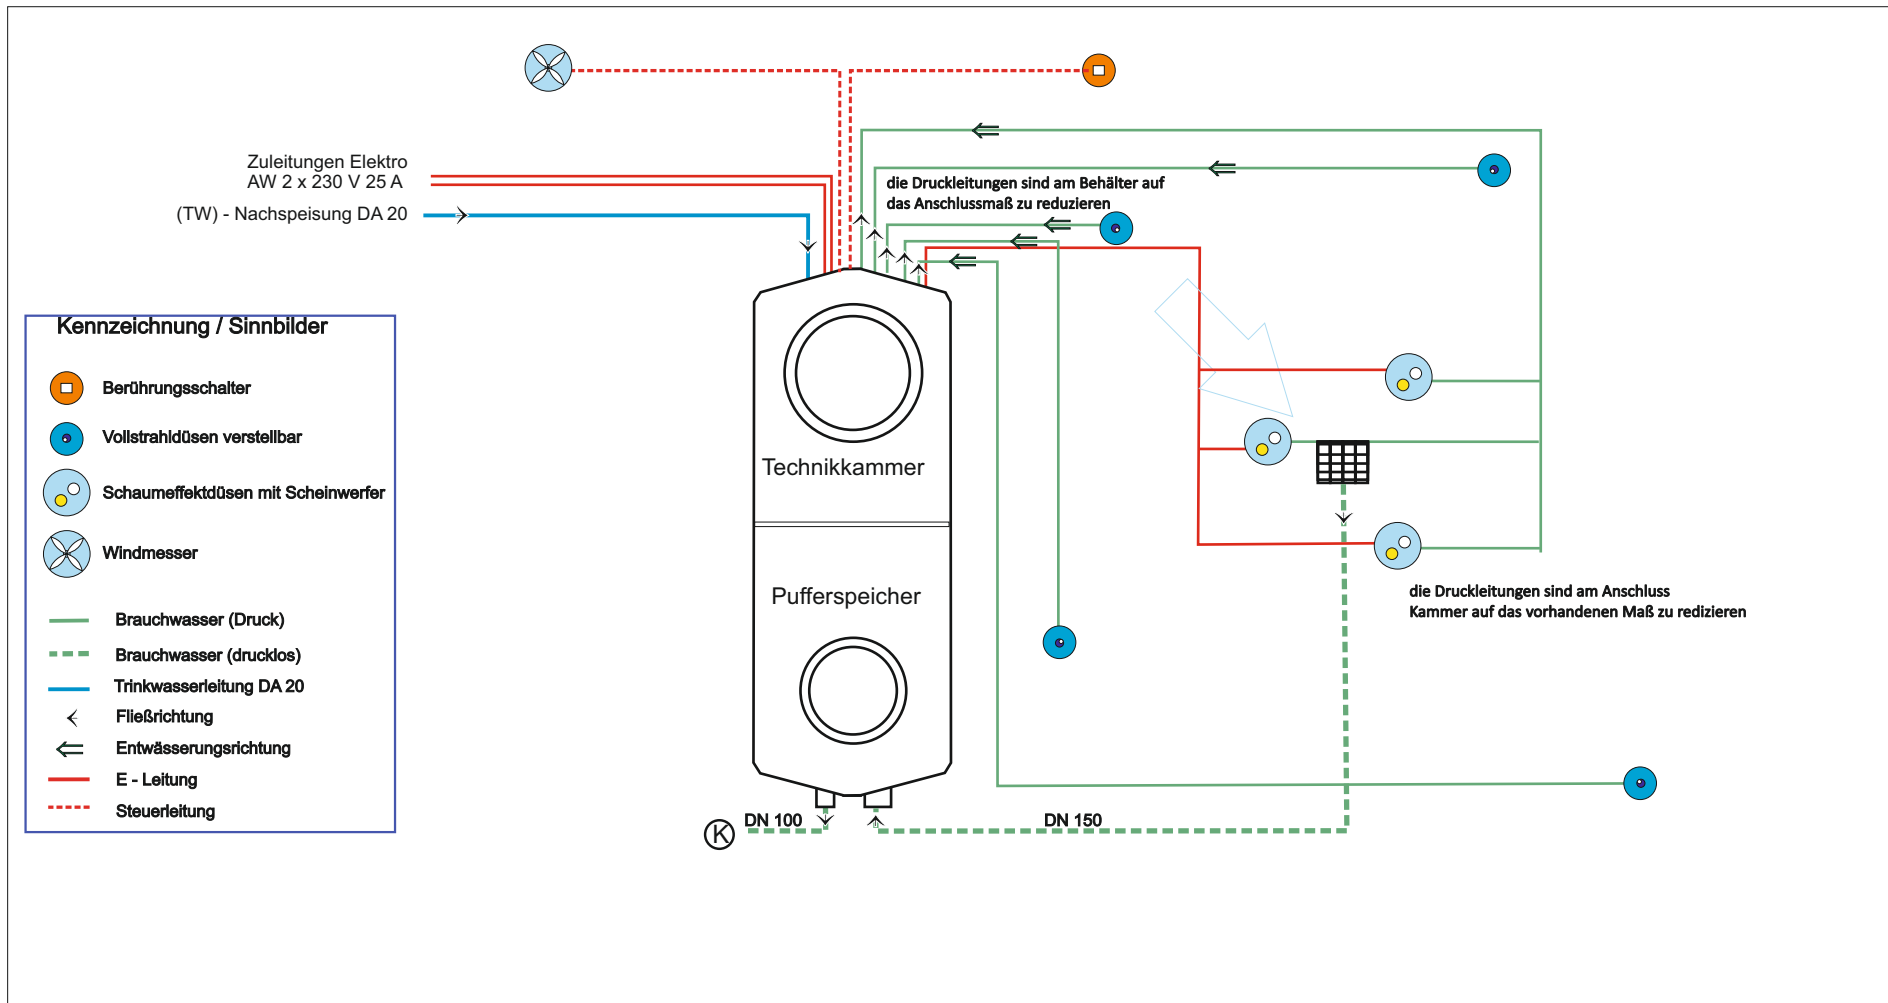 Zuleitungen Elektro
AW 2 x 230 V 25 A
(TW) - Nachspeisung DA 20
die Druckleitungen sind am Behälter auf
das Anschlussmaß zu reduzieren
Kennzeichnung / Sinnbilder
Berührungsschalter
Vollstrahldüsen verstellbar
Schaumeffektdüsen mit Scheinwerfer
Windmesser
Brauchwasser (Druck)
Brauchwasser (drucklos)
Trinkwasserleitung DA 20
Fließrichtung
Entwässerungsrichtung
E - Leitung
Steuerleitung
Technikkammer
Pufferspeicher
die Druckleitungen sind am Anschluss
Kammer auf das vorhandenen Maß zu redizieren
K
DN 100
DN 150